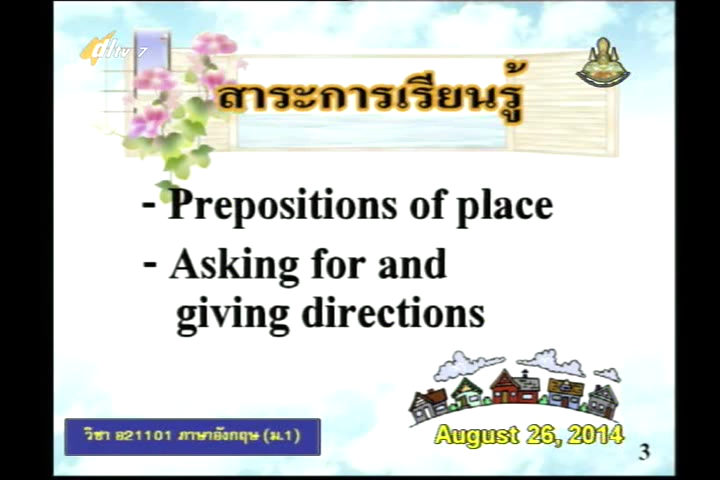 dltv 7
สาระการเรียนรู้
- Prepositions of place
- Asking for and
giving directions
วิชา อ21101 ภาษาอังกฤษ (ม.1)
August 26, 2014
3